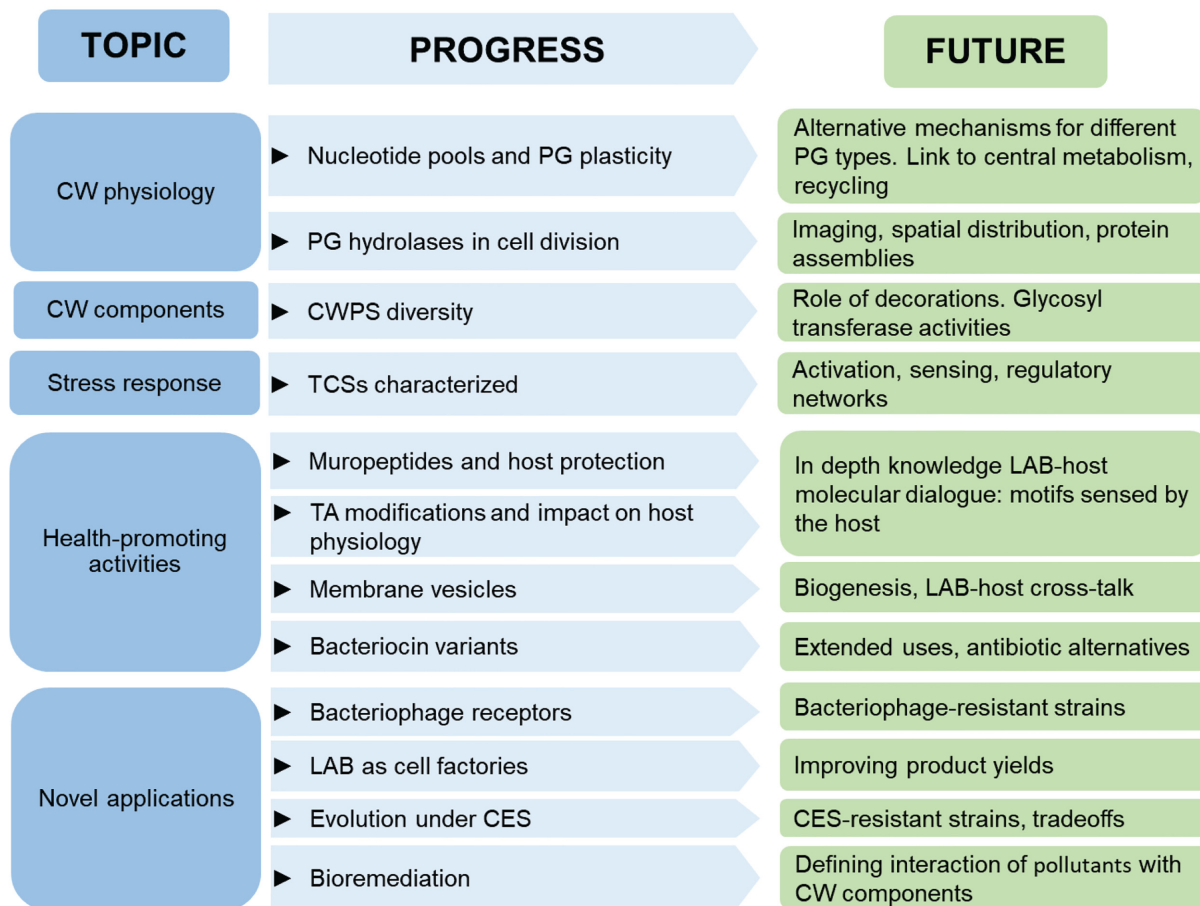 TOPIC
PROGRESS
FUTURE
CW physiology
Nucleotide pools and PG plasticity
Alternative mechanisms for different
PG types. Link to central metabolism,
recycling
PG hydrolases in cell division
Imaging, spatial distribution, protein
assemblies
CW components
CWPS diversity
Role of decorations. Glycosyl
transferase activities
Stress response
TCSs characterized
Activation, sensing, regulatory
networks
Health-promoting
activities
Muropeptides and host protection
TA modifications and impact on host
physiology
In depth knowledge LAB-host
molecular dialogue: motifs sensed by
the host
Membrane vesicles
Biogenesis, LAB-host cross-talk
Bacteriocin variants
Extended uses, antibiotic alternatives
Novel applications
Bacteriophage receptors
Bacteriophage-resistant strains
LAB as cell factories
Improving product yields
Evolution under CES
CES-resistant strains, tradeoffs
Bioremediation
Defining interaction of pollutants with
CW components